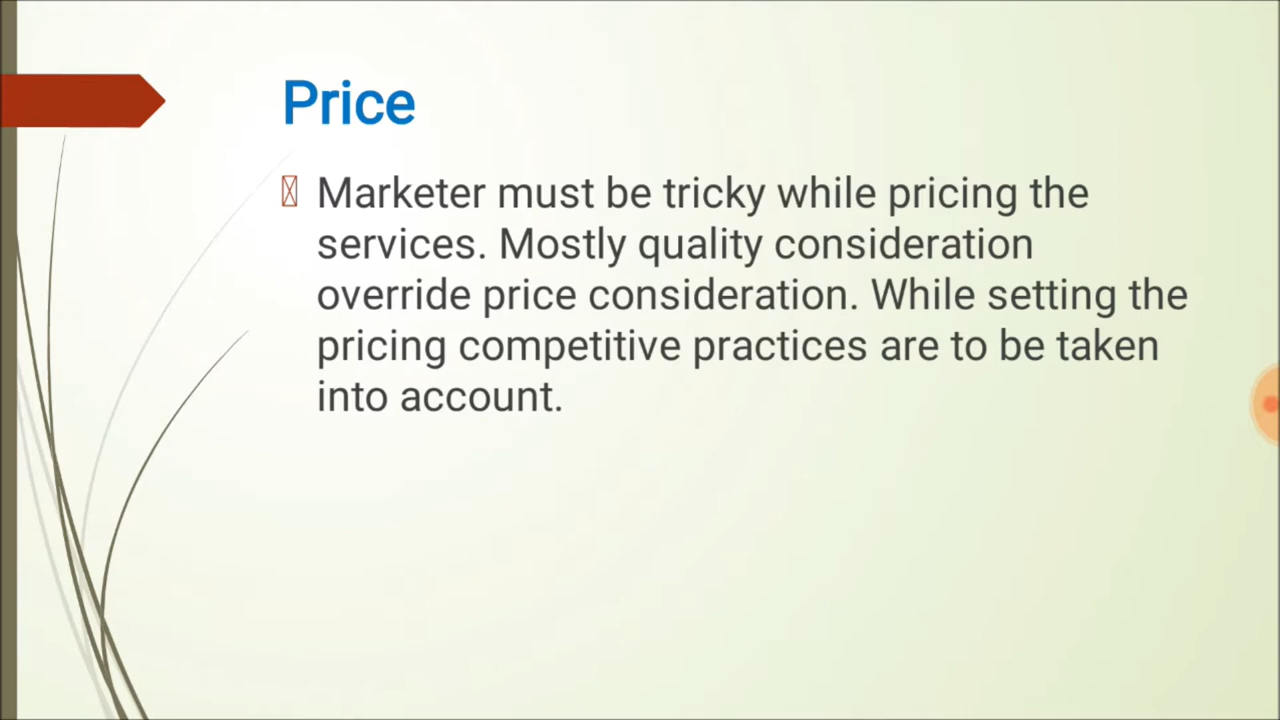 Price
Marketer must be tricky while pricing the
services. Mostly quality consideration
override price consideration. While setting the
pricing competitive practices are to be taken
into account.